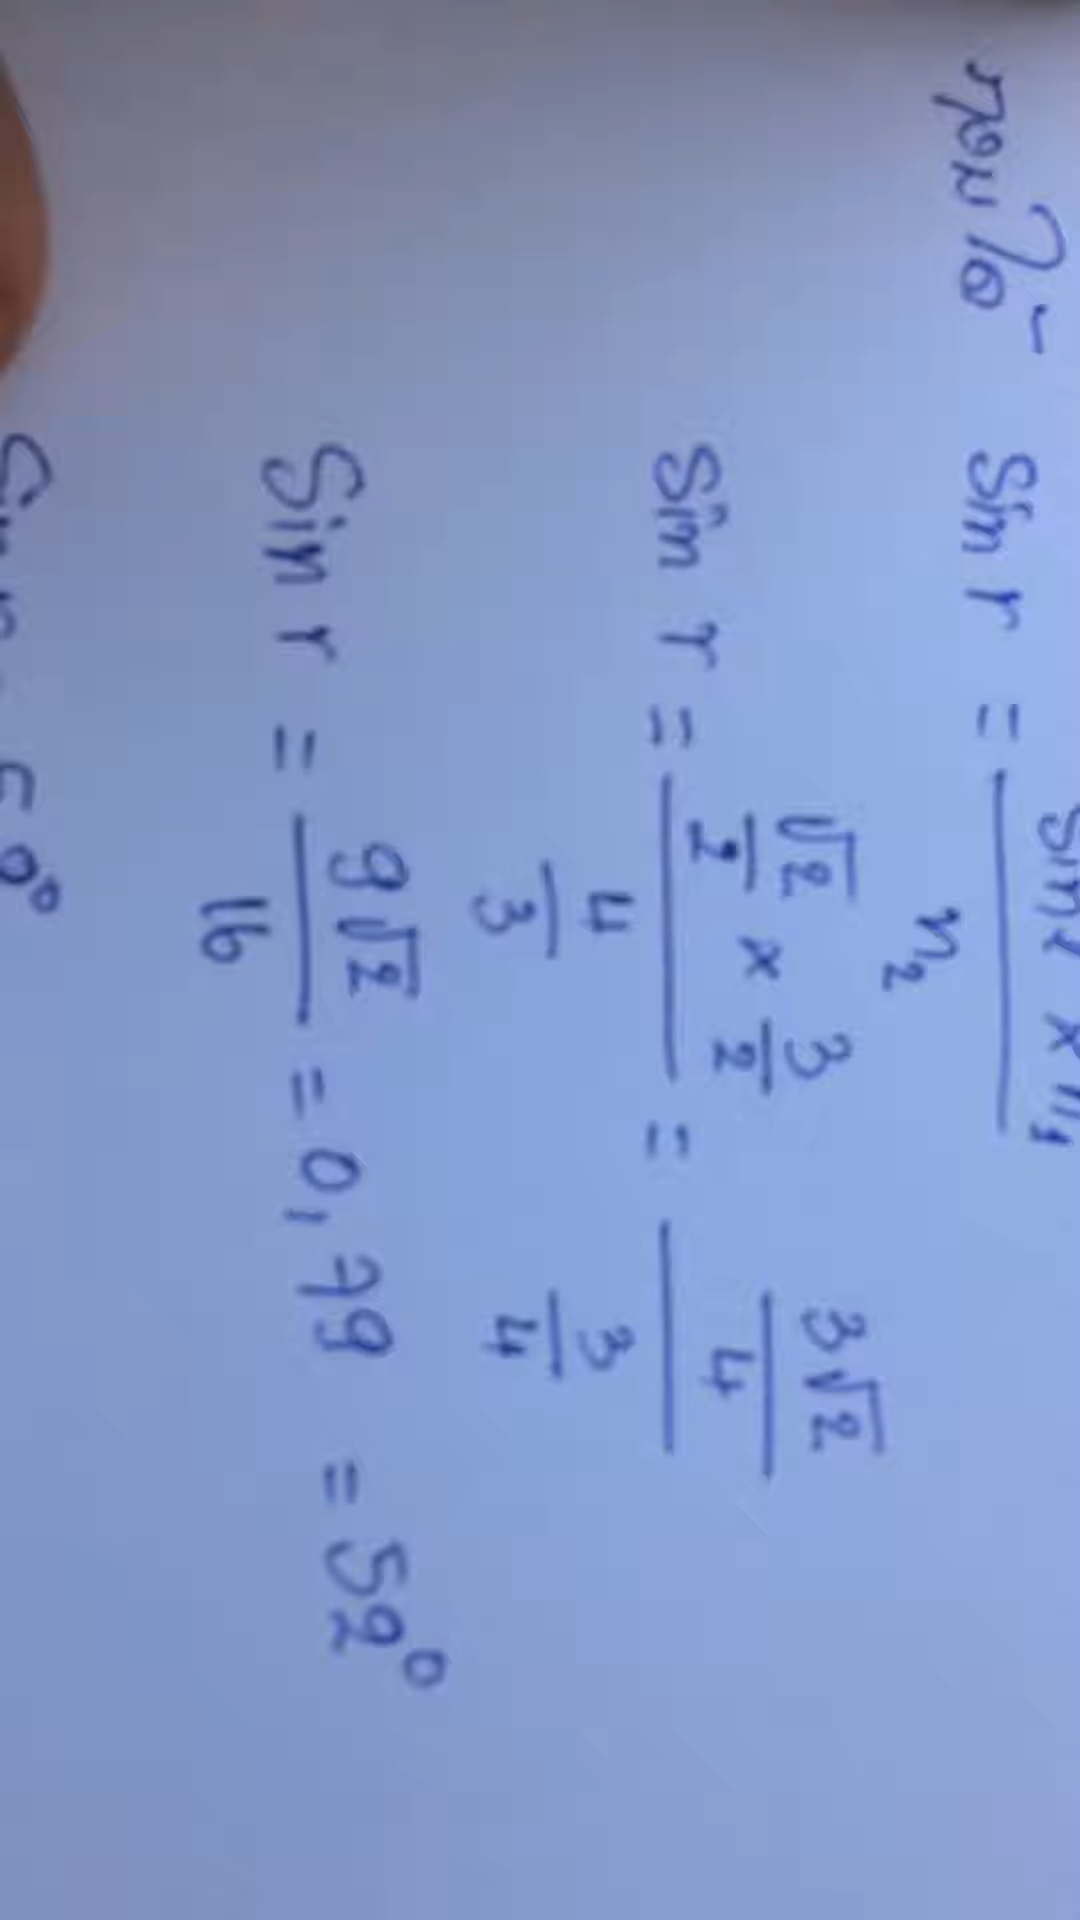 sin r = sin i x n₁ / n₂
sin r = (√2/2 x 3/2) / (4/3) = (3√2/4) / (3/4)
sin r = 9√2/16 = 0,79 = 52°